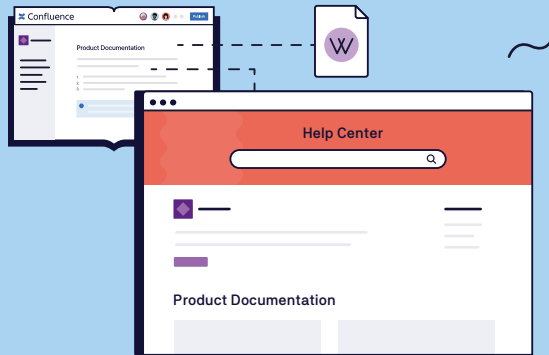 Confluence
Publish
Product Documentation
1
2
3
W
Help Center
Product Documentation